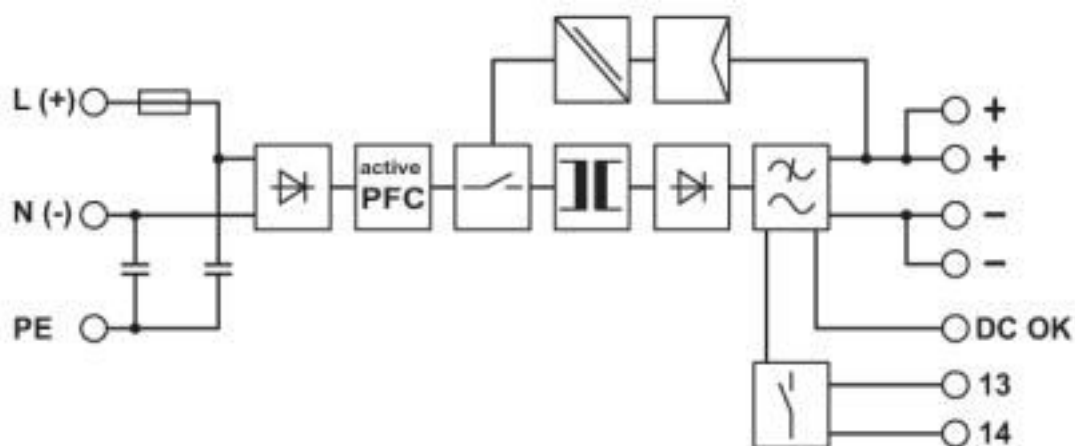 L (+)
N (-)
PE
active
PFC
+
+
−
−
DC OK
13
14